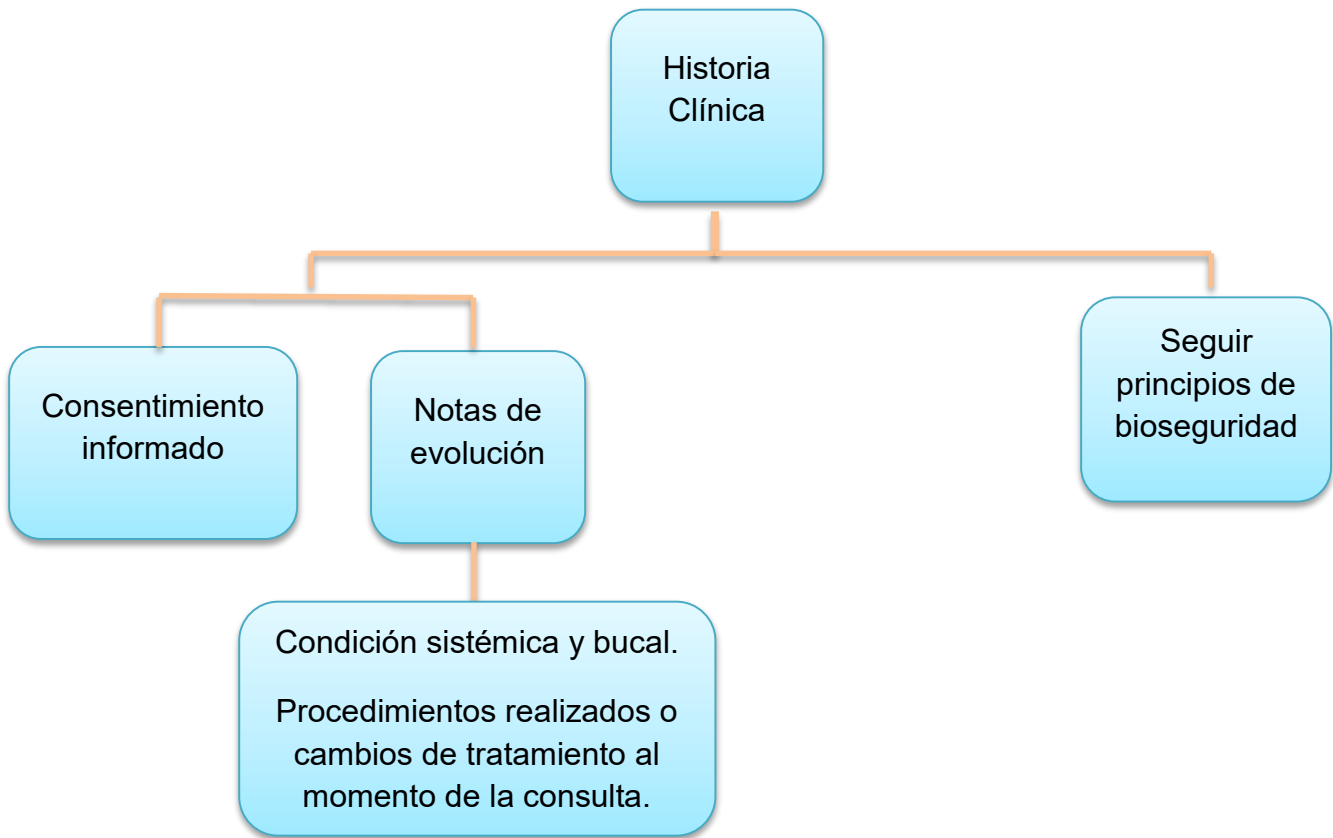 Historia
Clínica
Consentimiento
informado
Notas de
evolución
Seguir
principios de
bioseguridad
Condición sistémica y bucal.
Procedimientos realizados o
cambios de tratamiento al
momento de la consulta.